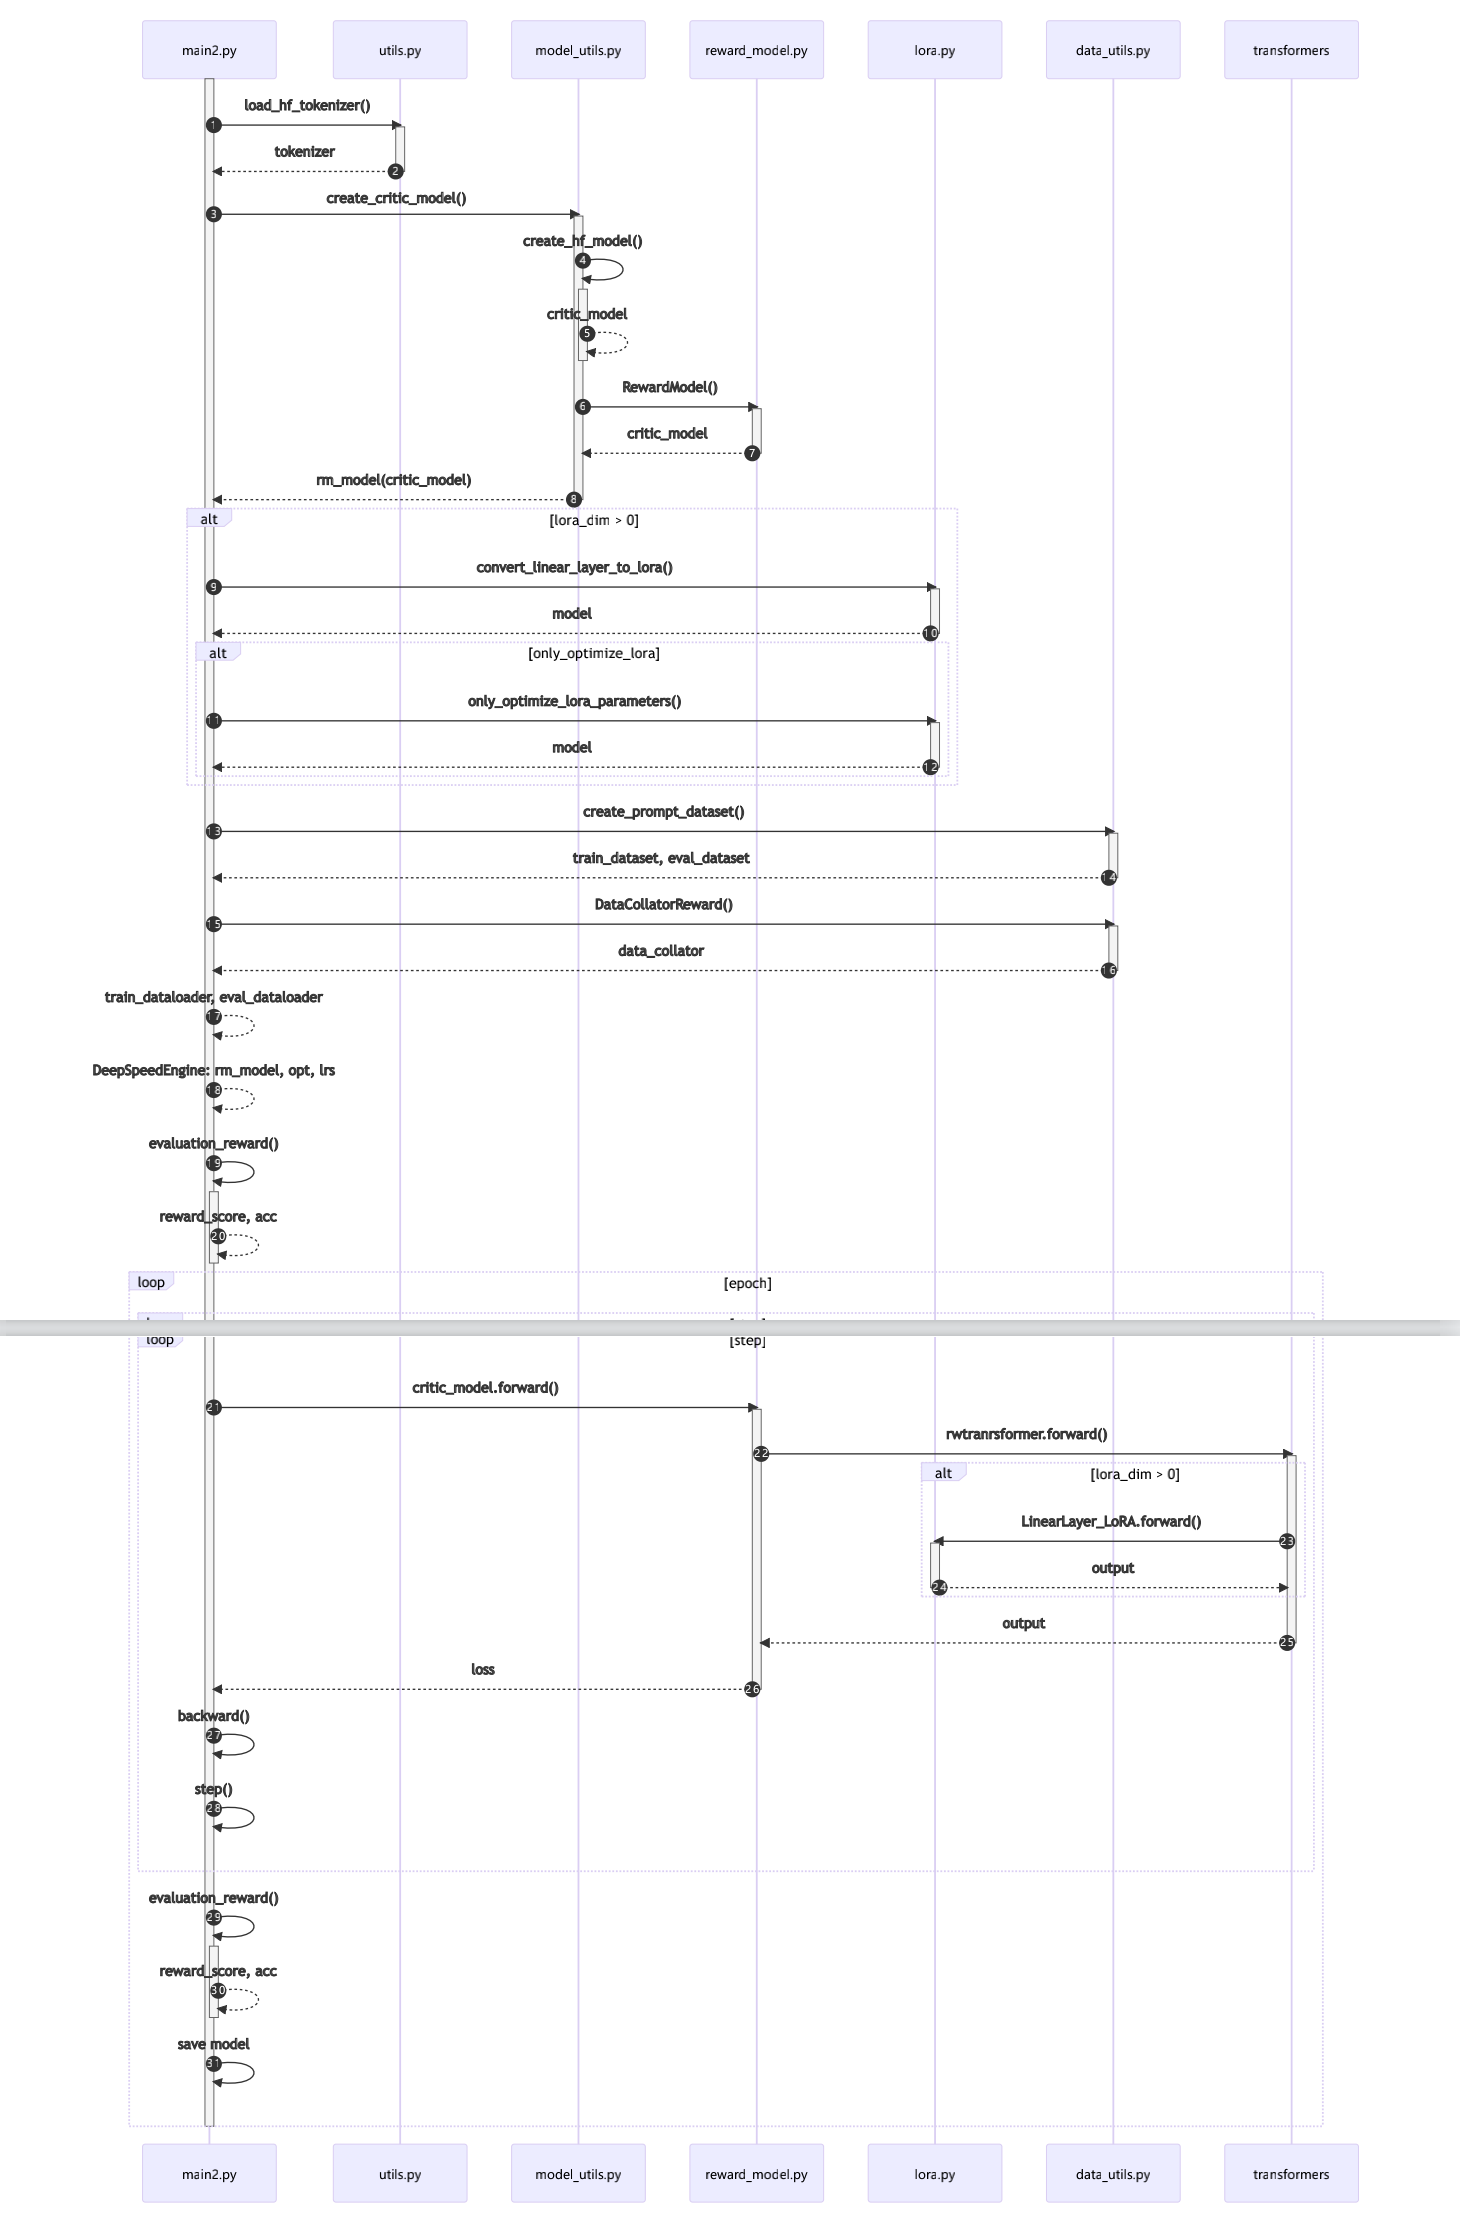 main2.py
utils.py
model_utils.py
reward_model.py
lora.py
data_utils.py
transformers
load_hf_tokenizer()
1
tokenizer
2
create_critic_model()
3
create_hf_model()
4
critic_model
5
RewardModel()
6
critic_model
7
rm_model(critic_model)
8
alt
[lora_dim > 0]
convert_linear_layer_to_lora()
9
model
10
alt
[only_optimize_lora]
only_optimize_lora_parameters()
11
model
12
create_prompt_dataset()
13
train_dataset, eval_dataset
14
DataCollatorReward()
15
data_collator
16
train_dataloader, eval_dataloader
17
DeepSpeedEngine: rm_model, opt, lrs
18
evaluation_reward()
19
reward_score, acc
20
loop
[epoch]
loop
[step]
critic_model.forward()
21
rwtranrsformer.forward()
22
alt
[lora_dim > 0]
LinearLayer_LoRA.forward()
23
output
24
output
25
loss
26
backward()
27
step()
28
evaluation_reward()
29
reward_score, acc
30
save model
31
main2.py
utils.py
model_utils.py
reward_model.py
lora.py
data_utils.py
transformers